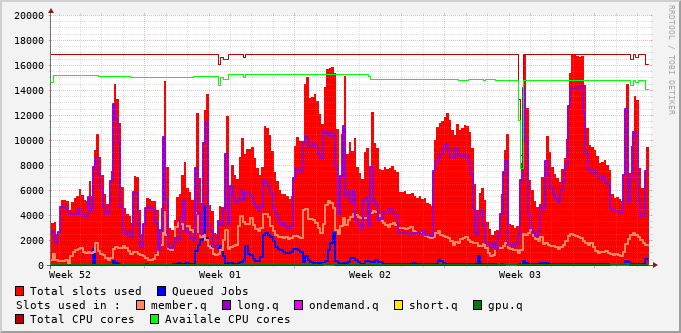 20000
18000
16000
14000
12000
10000
8000
6000
4000
2000
0
Week 52 Week 01 Week 02 Week 03
RRDTOOL / TOBI OETIKER
Total slots used Queued Jobs
Slots used in : member.q long.q ondemand.q short.q gpu.q
Total CPU cores Availale CPU cores